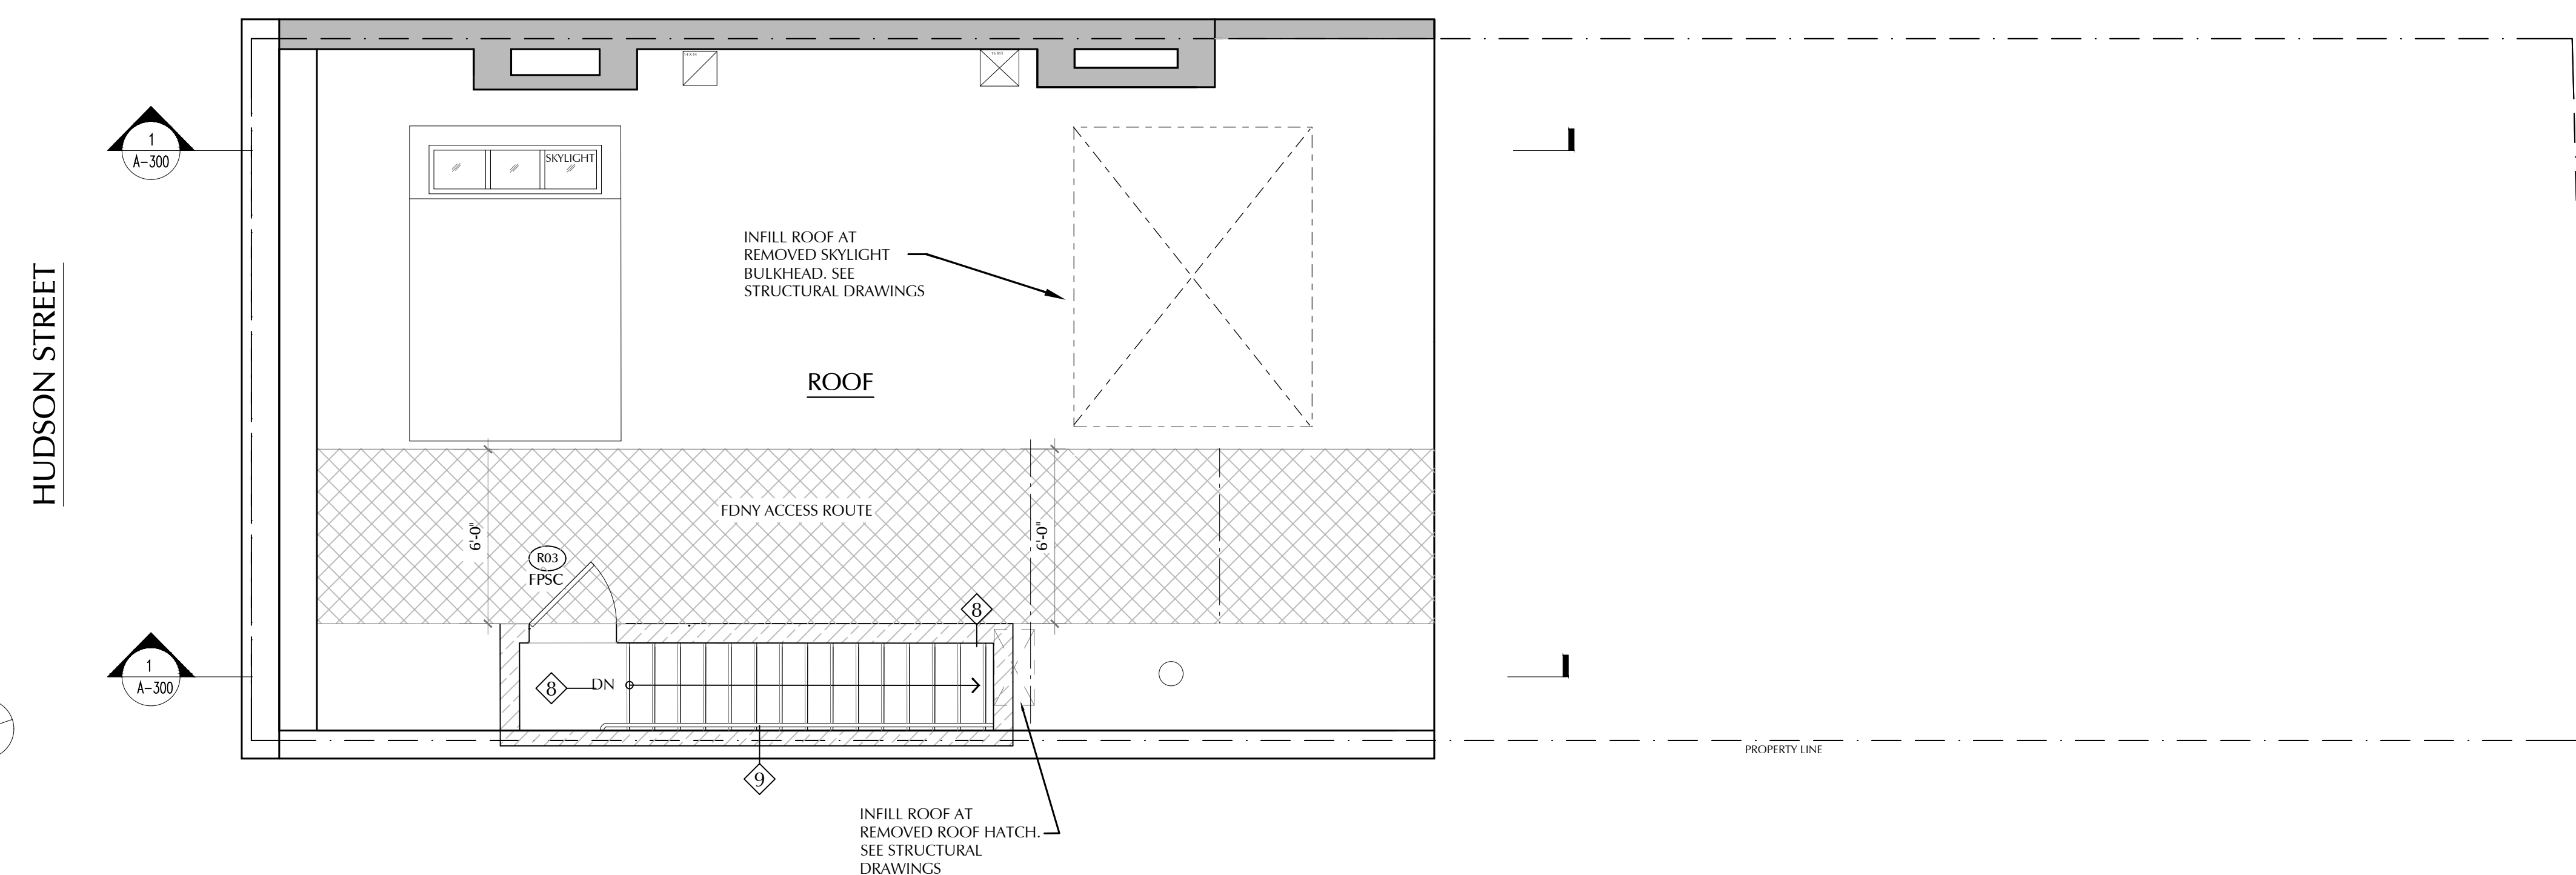 1
A-300
SKYLIGHT
INFILL ROOF AT
REMOVED SKYLIGHT
BULKHEAD. SEE
STRUCTURAL DRAWINGS
HUDSON STREET
ROOF
FDNY ACCESS ROUTE
6'-0"
6'-0"
R03
FPSC
8
1
A-300
8
DN
PROPERTY LINE
9
INFILL ROOF AT
REMOVED ROOF HATCH.
SEE STRUCTURAL
DRAWINGS